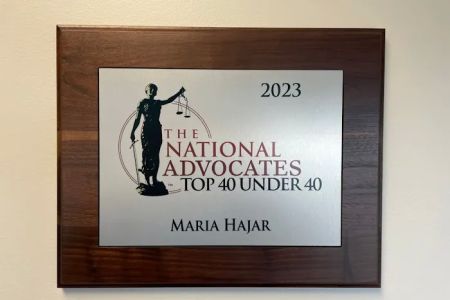 2023
THE
NATIONAL
ADVOCATES
TOP 40 UNDER 40
MARIA HAJAR